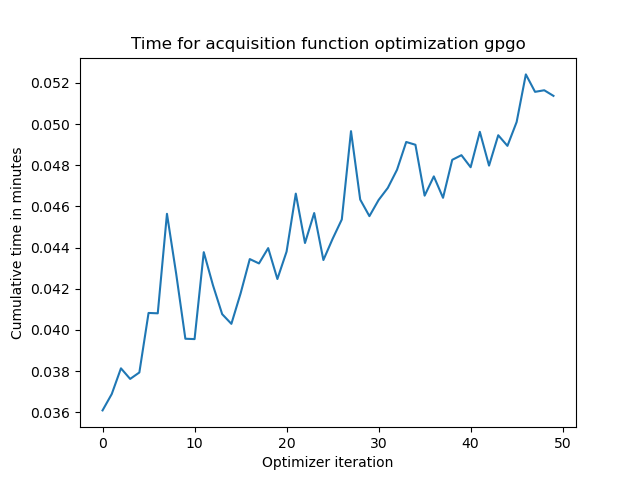 Time for acquisition function optimization gpgo
0.052
0.050
0.048
0.046
0.044
0.042
0.040
0.038
0.036
Cumulative time in minutes
0 10 20 30 40 50
Optimizer iteration